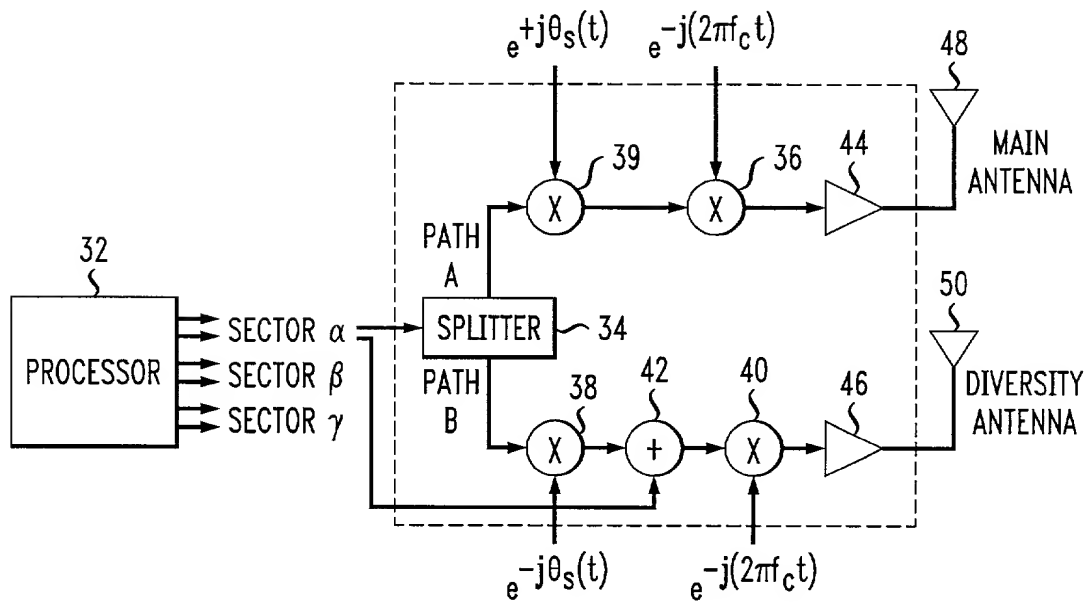 e+jθs(t)
e-j(2πfct)
48
39
36
44
MAIN
ANTENNA
X
X
PATH
A
32
50
SECTOR α
SPLITTER
34
PROCESSOR
SECTOR β
SECTOR γ
PATH
B
38
42
40
46
DIVERSITY
ANTENNA
X
+
X
e-jθs(t)
e-j(2πfct)